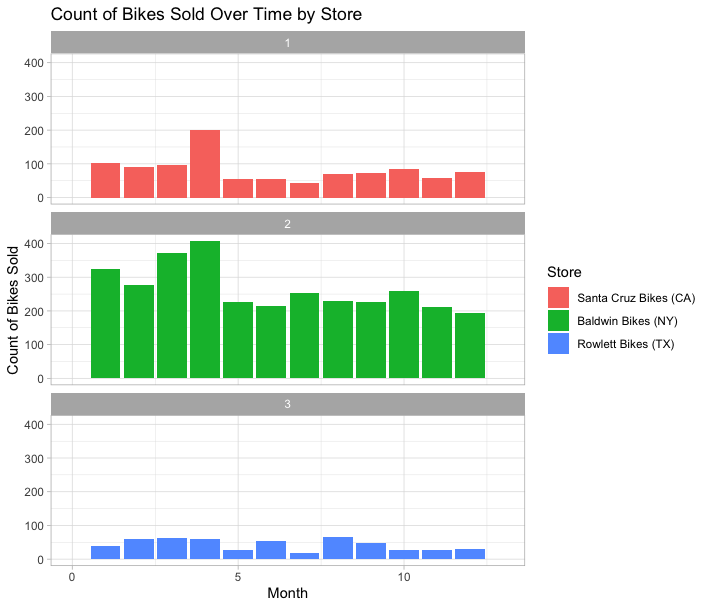 Count of Bikes Sold Over Time by Store
1
400
300
200
100
0
2
400
300
200
100
0
3
400
300
200
100
0
0 5 10
Month
Count of Bikes Sold
Store
Santa Cruz Bikes (CA)
Baldwin Bikes (NY)
Rowlett Bikes (TX)